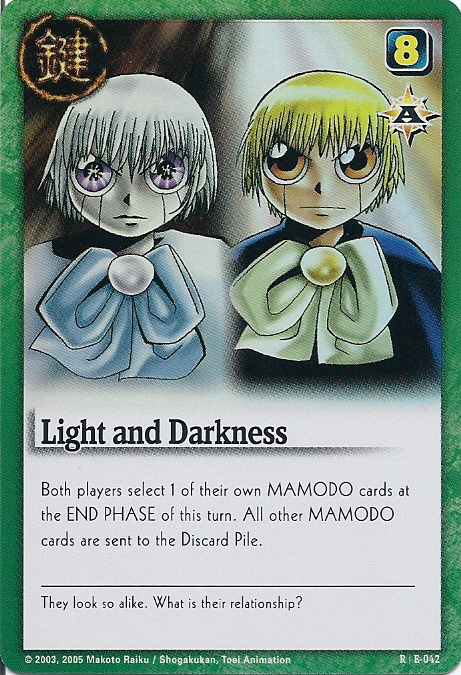 鍵
8
A
Light and Darkness
Both players select 1 of their own MAMODO cards at
the END PHASE of this turn. All other MAMODO
cards are sent to the Discard Pile.
They look so alike. What is their relationship?
© 2003, 2005 Makoto Raiku / Shogakukan, Toei Animation
R | E-042